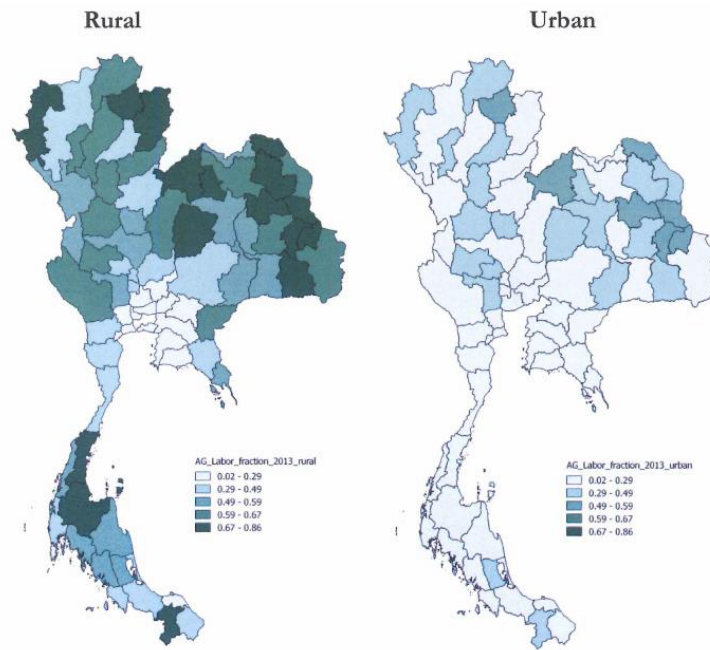 Rural
Urban
AG_Labor_fraction_2013_rural
0.02 - 0.29
0.29 - 0.49
0.49 - 0.59
0.59 - 0.67
0.67 - 0.86
AG_Labor_fraction_2013_urban
0.02 - 0.29
0.29 - 0.49
0.49 - 0.59
0.59 - 0.67
0.67 - 0.86